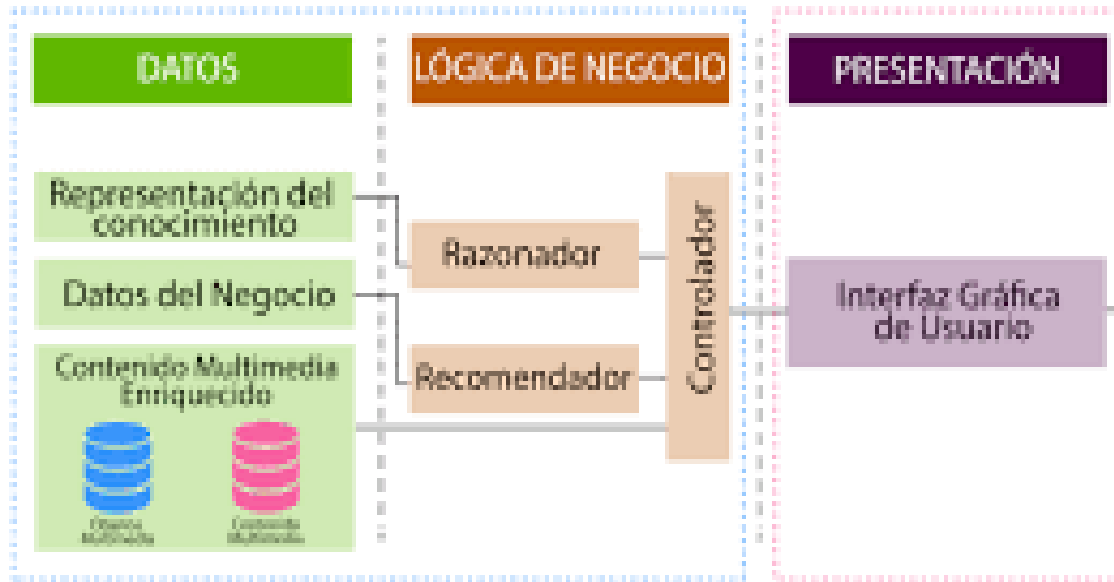 DATOS
LÓGICA DE NEGOCIO
PRESENTACIÓN
Representación del
conocimiento
Datos del Negocio
Contenido Multimedia
Enriquecido
Multimedia
Contenido
Multimedia
Razonador
Recomendador
Controlador
Interfaz Gráfica
de Usuario